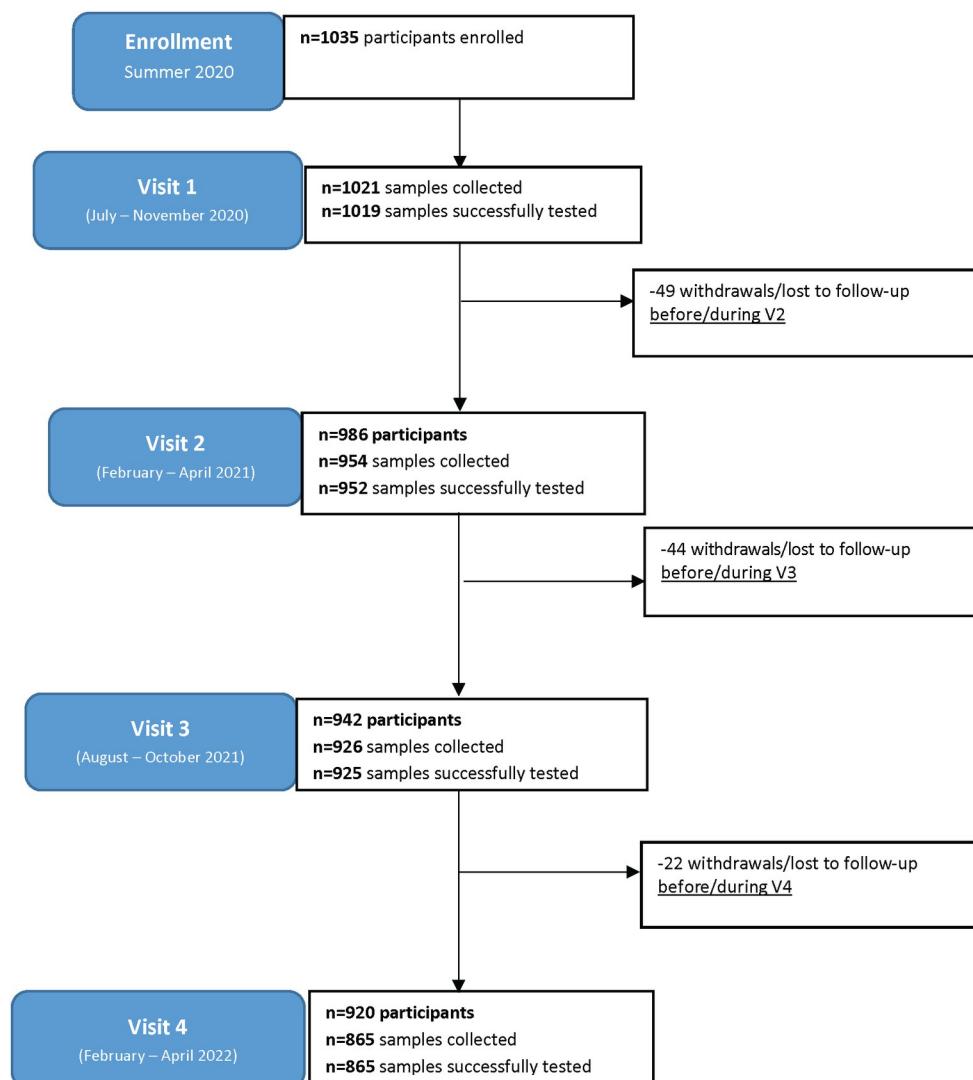 Enrollment
Summer 2020
n=1035 participants enrolled
Visit 1
(July – November 2020)
n=1021 samples collected
n=1019 samples successfully tested
-49 withdrawals/lost to follow-up
before/during V2
Visit 2
(February – April 2021)
n=986 participants
n=954 samples collected
n=952 samples successfully tested
-44 withdrawals/lost to follow-up
before/during V3
Visit 3
(August – October 2021)
n=942 participants
n=926 samples collected
n=925 samples successfully tested
-22 withdrawals/lost to follow-up
before/during V4
Visit 4
(February – April 2022)
n=920 participants
n=865 samples collected
n=865 samples successfully tested